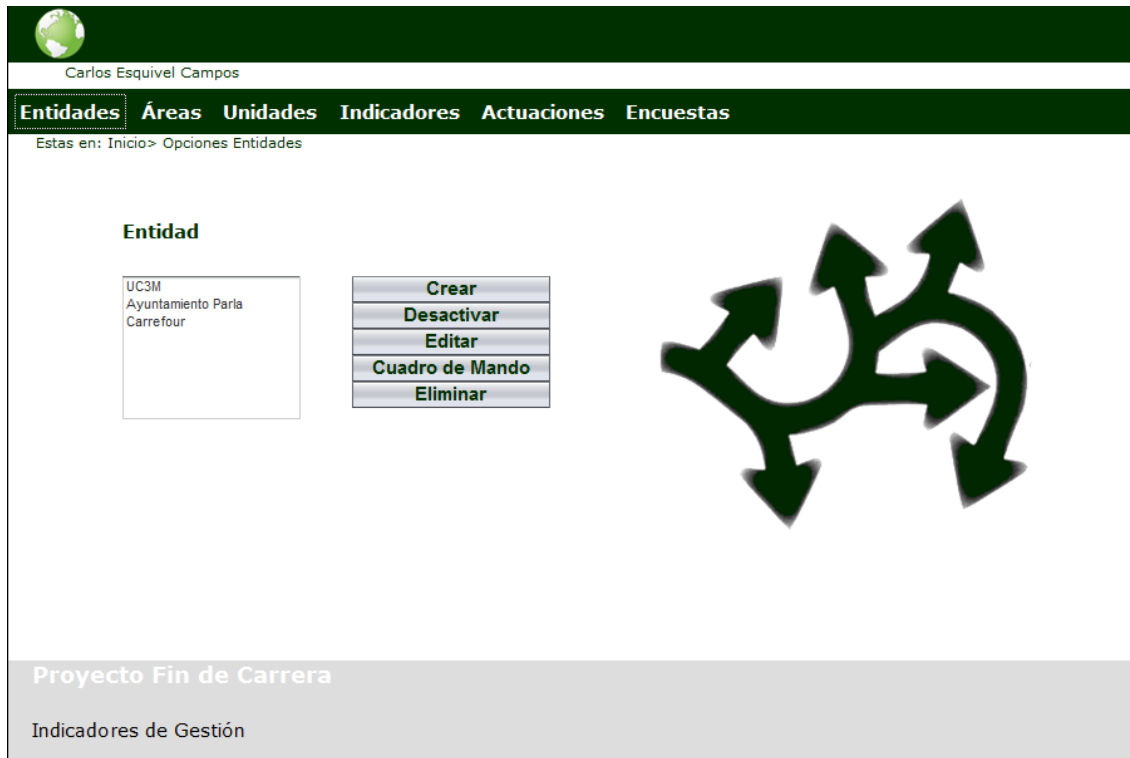 Carlos Esquivel Campos
Entidades Áreas Unidades Indicadores Actuaciones Encuestas
Estas en: Inicio> Opciones Entidades
Entidad
UC3M
Ayuntamiento Parla
Carrefour
Crear
Desactivar
Editar
Cuadro de Mando
Eliminar
Proyecto Fin de Carrera
Indicadores de Gestión